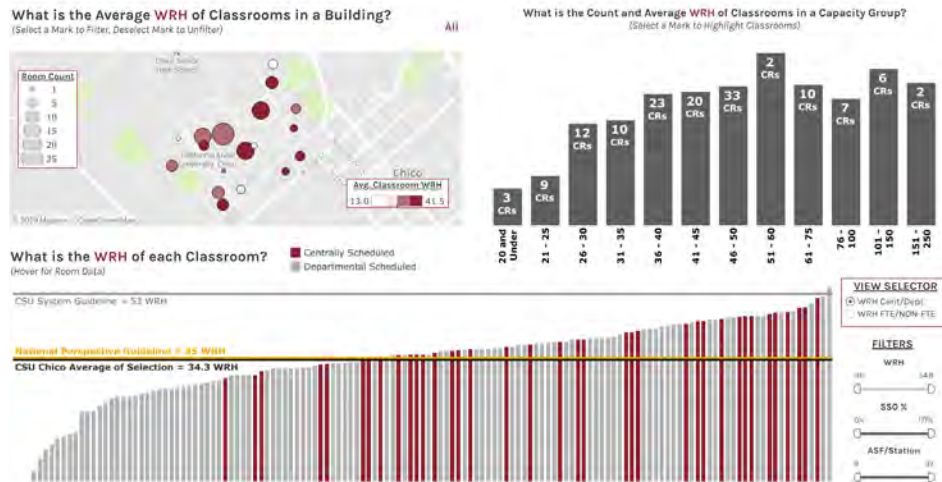 What is the Average WRH of Classrooms in a Building?
(Select a Mark to Filter, Deselect Mark to Unfilter)
All
Room Count
1
5
10
15
20
25
Chico
Avg. Classroom WRH
13.0
41.5
What is the Count and Average WRH of Classrooms in a Capacity Group?
(Select a Mark to Highlight Classrooms)
3 CRs
9 CRs
12 CRs
10 CRs
23 CRs
20 CRs
33 CRs
2 CRs
10 CRs
7 CRs
6 CRs
2 CRs
20 and Under
21 - 25
26 - 30
31 - 35
36 - 40
41 - 45
46 - 50
51 - 60
61 - 75
76 - 100
101 - 150
151 - 250
What is the WRH of each Classroom?
(Hover for Room Data)
Centrally Scheduled
Departmental Scheduled
CSU System Guideline = 53 WRH
National Perspective Guideline = 35 WRH
CSU Chico Average of Selection = 34.3 WRH
VIEW SELECTOR
WRH Cent/Dept
WRH FTE/NON-FTE
FILTERS
WRH
SSO %
ASF/Station